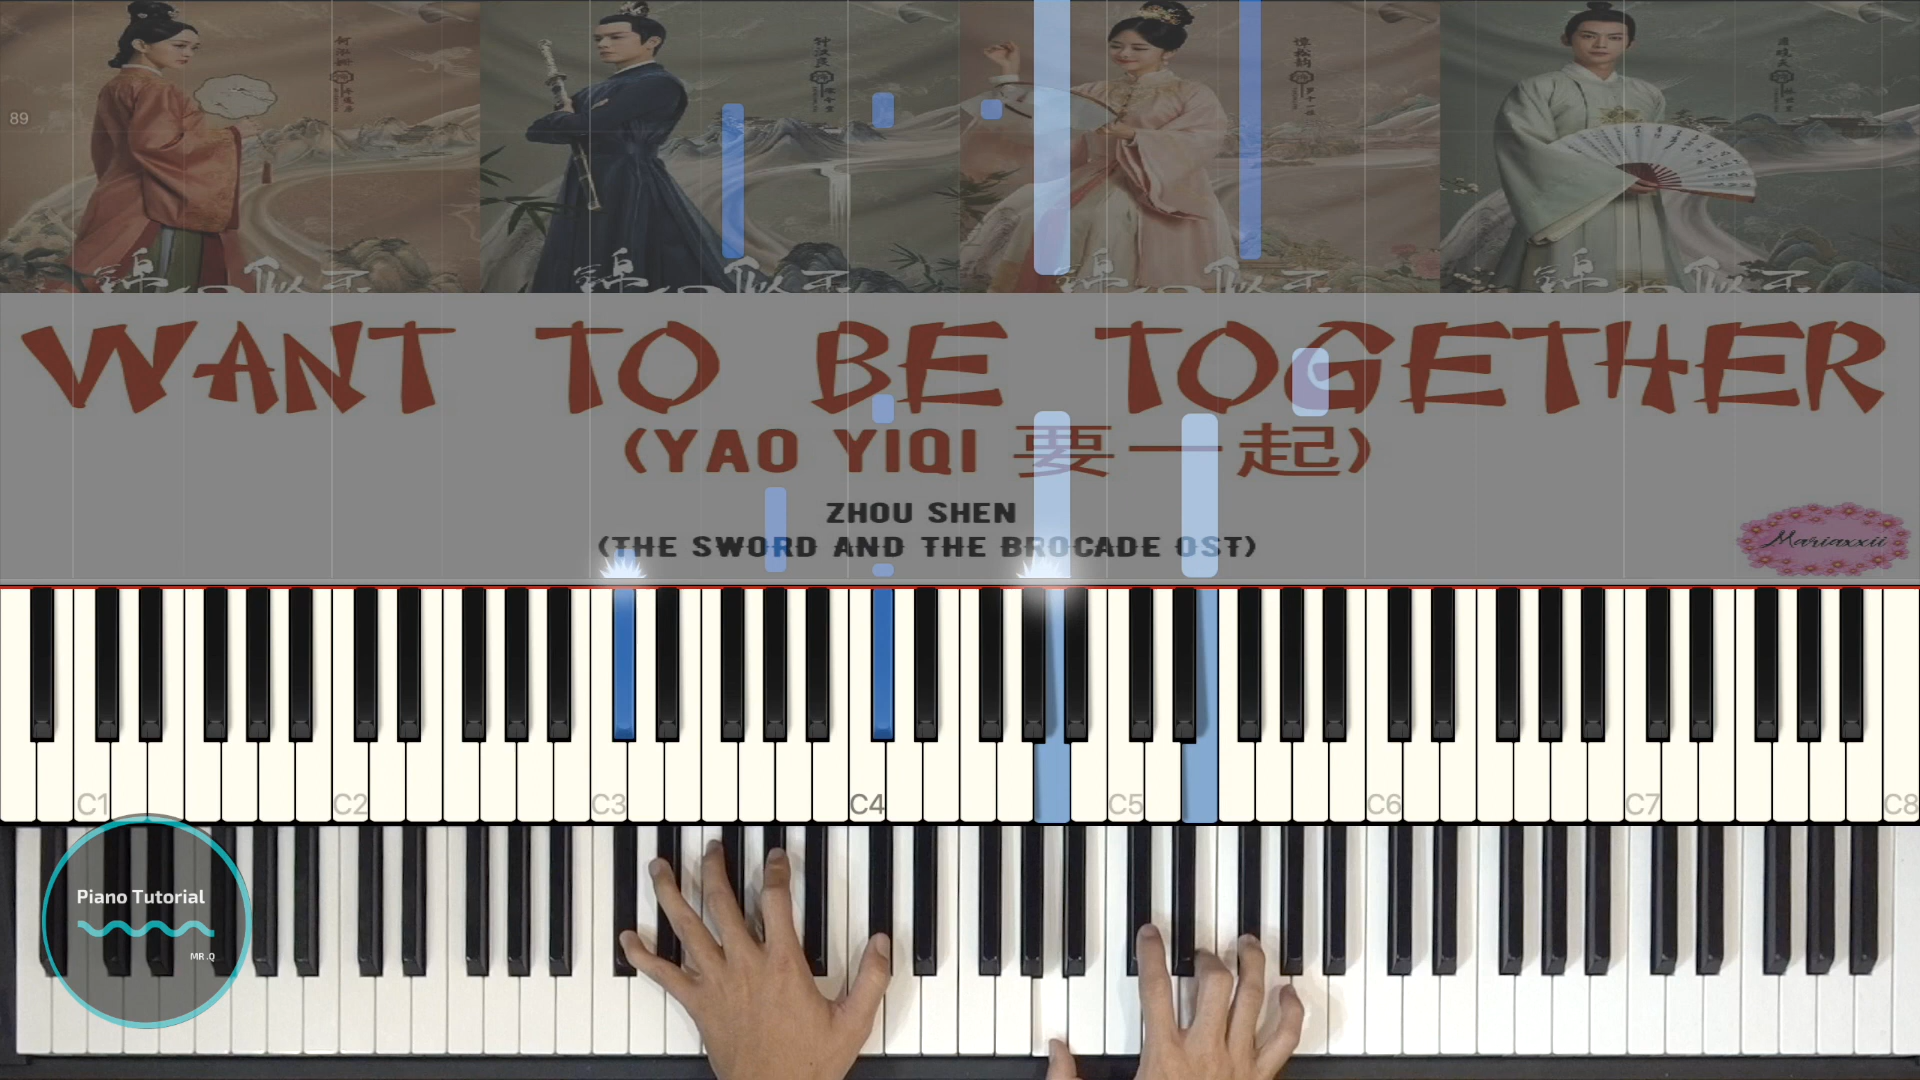 89
WANT TO BE TOGETHER
(YAO YIQI 要一起)
ZHOU SHEN
(THE SWORD AND THE BROCADE OST)
Mariaxxii
C1 C2 C3 C4 C5 C6 C7 C8
Piano Tutorial
MR.Q